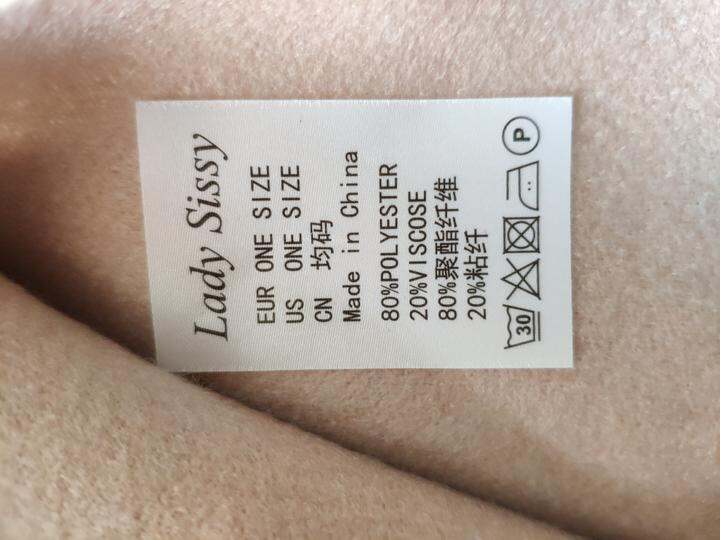 Lady Sissy
EUR ONE SIZE
US ONE SIZE
CN 均码
Made in China
80%POLYESTER
20%VISCOSE
80%聚酯纤维
20%粘纤
30 P